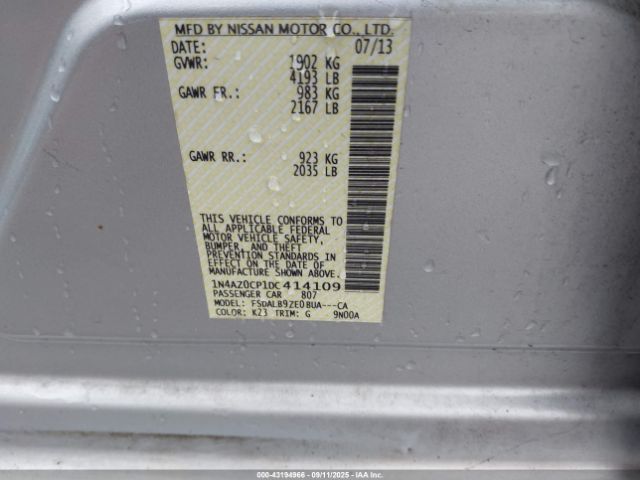 MFD BY NISSAN MOTOR CO., LTD.
DATE: 07/13
GVWR: 1902 KG
4193 LB
GAWR FR.: 983 KG
2167 LB
GAWR RR.: 923 KG
2035 LB
THIS VEHICLE CONFORMS TO
ALL APPLICABLE FEDERAL
MOTOR VEHICLE SAFETY,
BUMPER, AND THEFT
PREVENTION STANDARDS IN
EFFECT ON THE DATE OF
MANUFACTURE SHOWN ABOVE.
1N4AZ0CP1DC414109
PASSENGER CAR 807
MODEL: FSDALB9ZE0BUA---CA
COLOR: K23 TRIM: G 9N00A
000-43194966 - 09/11/2025 - IAAI.com